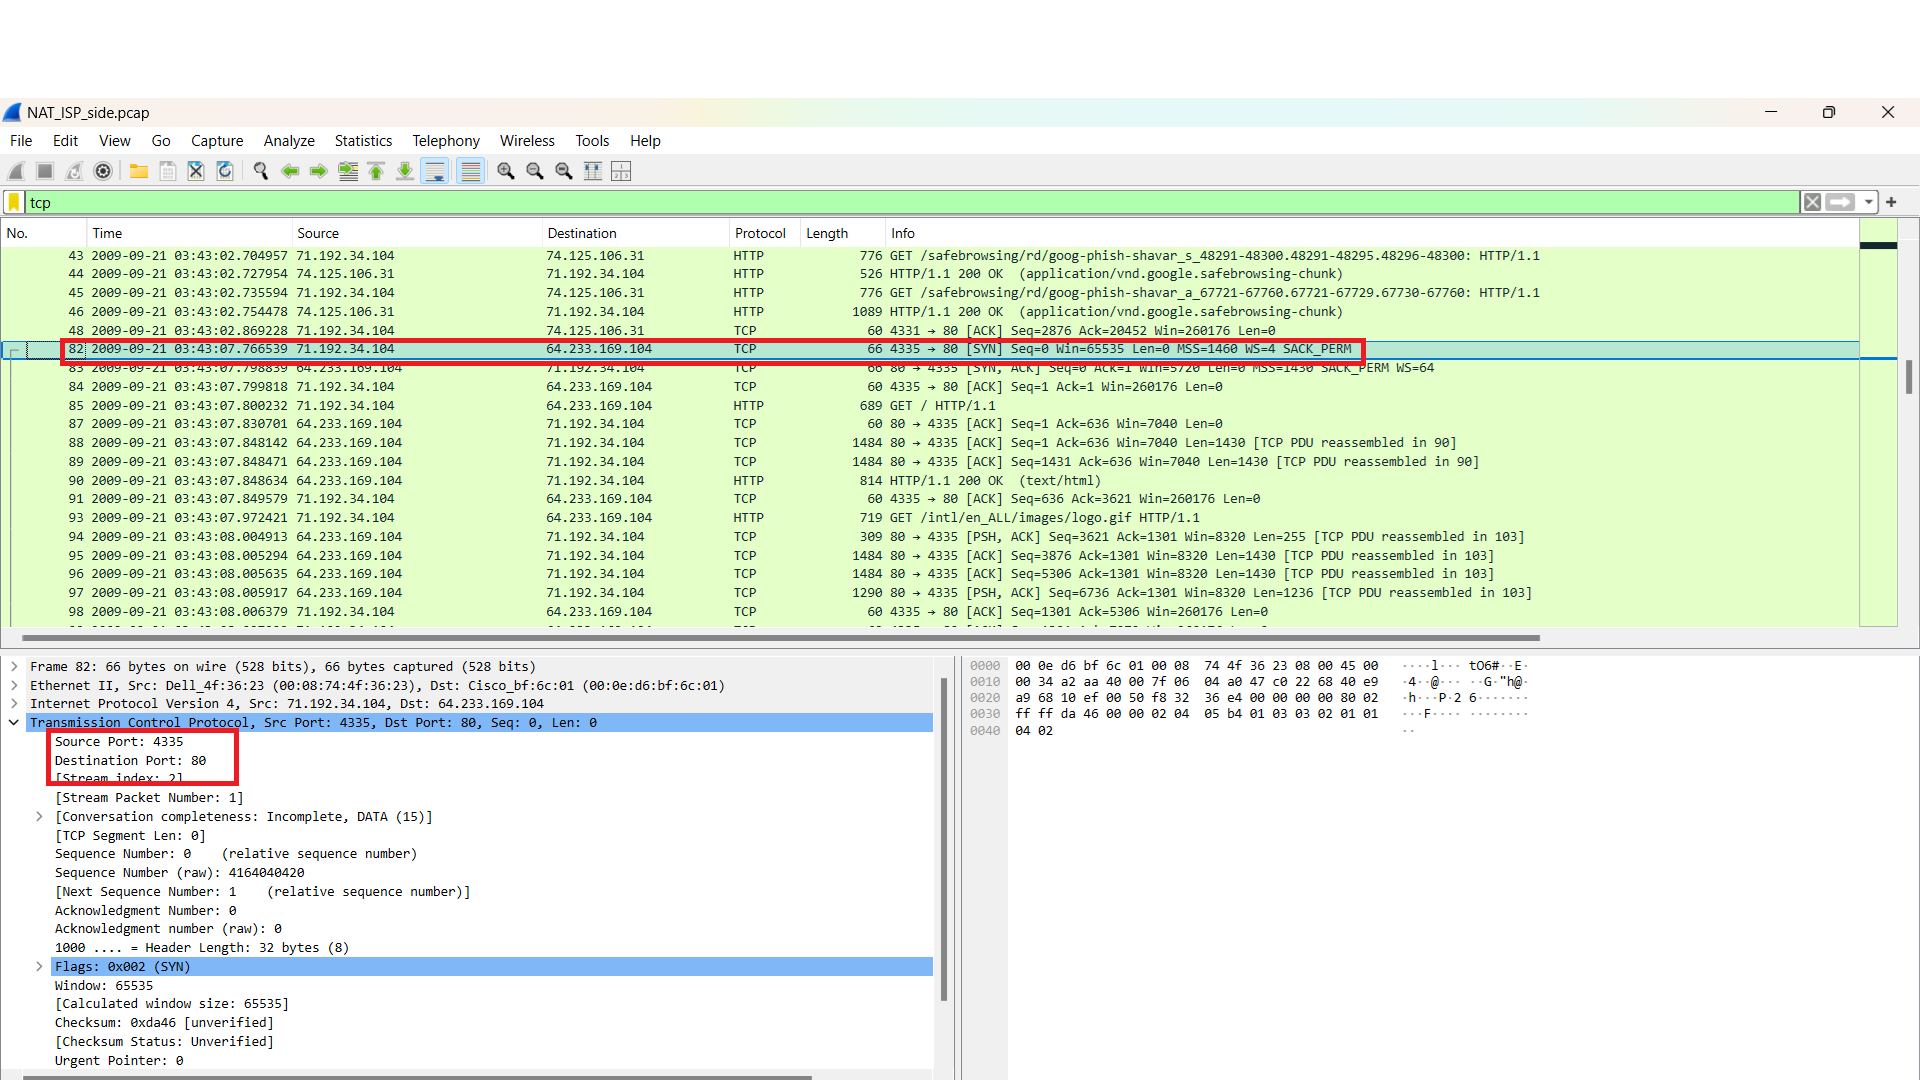 NAT_ISP_side.pcap
File Edit View Go Capture Analyze Statistics Telephony Wireless Tools Help
tcp
No. Time Source Destination Protocol Length Info
43 2009-09-21 03:43:02.704957 71.192.34.104 74.125.106.31 HTTP 776 GET /safebrowsing/rd/goog-phish-shavar_s_48291-48300.48291-48295.48296-48300: HTTP/1.1
44 2009-09-21 03:43:02.727954 74.125.106.31 71.192.34.104 HTTP 526 HTTP/1.1 200 OK (application/vnd.google.safebrowsing-chunk)
45 2009-09-21 03:43:02.735594 71.192.34.104 74.125.106.31 HTTP 776 GET /safebrowsing/rd/goog-phish-shavar_a_67721-67760.67721-67729.67730-67760: HTTP/1.1
46 2009-09-21 03:43:02.754478 74.125.106.31 71.192.34.104 HTTP 1089 HTTP/1.1 200 OK (application/vnd.google.safebrowsing-chunk)
48 2009-09-21 03:43:02.869228 71.192.34.104 74.125.106.31 TCP 60 4331 → 80 [ACK] Seq=2876 Ack=20452 Win=260176 Len=0
82 2009-09-21 03:43:07.766539 71.192.34.104 64.233.169.104 TCP 66 4335 → 80 [SYN] Seq=0 Win=65535 Len=0 MSS=1460 WS=4 SACK_PERM
83 2009-09-21 03:43:07.798839 64.233.169.104 71.192.34.104 TCP 66 80 → 4335 [SYN, ACK] Seq=0 Ack=1 Win=5720 Len=0 MSS=1430 SACK_PERM WS=64
84 2009-09-21 03:43:07.799818 71.192.34.104 64.233.169.104 TCP 60 4335 → 80 [ACK] Seq=1 Ack=1 Win=260176 Len=0
85 2009-09-21 03:43:07.800232 71.192.34.104 64.233.169.104 HTTP 689 GET / HTTP/1.1
87 2009-09-21 03:43:07.830701 64.233.169.104 71.192.34.104 TCP 60 80 → 4335 [ACK] Seq=1 Ack=636 Win=7040 Len=0
88 2009-09-21 03:43:07.848142 64.233.169.104 71.192.34.104 TCP 1484 80 → 4335 [ACK] Seq=1 Ack=636 Win=7040 Len=1430 [TCP PDU reassembled in 90]
89 2009-09-21 03:43:07.848471 64.233.169.104 71.192.34.104 TCP 1484 80 → 4335 [ACK] Seq=1431 Ack=636 Win=7040 Len=1430 [TCP PDU reassembled in 90]
90 2009-09-21 03:43:07.848634 64.233.169.104 71.192.34.104 HTTP 814 HTTP/1.1 200 OK (text/html)
91 2009-09-21 03:43:07.849579 71.192.34.104 64.233.169.104 TCP 60 4335 → 80 [ACK] Seq=636 Ack=3621 Win=260176 Len=0
93 2009-09-21 03:43:07.972421 71.192.34.104 64.233.169.104 HTTP 719 GET /intl/en_ALL/images/logo.gif HTTP/1.1
94 2009-09-21 03:43:08.004913 64.233.169.104 71.192.34.104 TCP 309 80 → 4335 [PSH, ACK] Seq=3621 Ack=1301 Win=8320 Len=255 [TCP PDU reassembled in 103]
95 2009-09-21 03:43:08.005294 64.233.169.104 71.192.34.104 TCP 1484 80 → 4335 [ACK] Seq=3876 Ack=1301 Win=8320 Len=1430 [TCP PDU reassembled in 103]
96 2009-09-21 03:43:08.005635 64.233.169.104 71.192.34.104 TCP 1484 80 → 4335 [ACK] Seq=5306 Ack=1301 Win=8320 Len=1430 [TCP PDU reassembled in 103]
97 2009-09-21 03:43:08.005917 64.233.169.104 71.192.34.104 TCP 1290 80 → 4335 [PSH, ACK] Seq=6736 Ack=1301 Win=8320 Len=1236 [TCP PDU reassembled in 103]
98 2009-09-21 03:43:08.006379 71.192.34.104 64.233.169.104 TCP 60 4335 → 80 [ACK] Seq=1301 Ack=5306 Win=260176 Len=0
Frame 82: 66 bytes on wire (528 bits), 66 bytes captured (528 bits)
Ethernet II, Src: Dell_4f:36:23 (00:08:74:4f:36:23), Dst: Cisco_bf:6c:01 (00:0e:d6:bf:6c:01)
Internet Protocol Version 4, Src: 71.192.34.104, Dst: 64.233.169.104
Transmission Control Protocol, Src Port: 4335, Dst Port: 80, Seq: 0, Len: 0
Source Port: 4335
Destination Port: 80
[Stream index: 2]
[Stream Packet Number: 1]
[Conversation completeness: Incomplete, DATA (15)]
[TCP Segment Len: 0]
Sequence Number: 0 (relative sequence number)
Sequence Number (raw): 4164040420
[Next Sequence Number: 1 (relative sequence number)]
Acknowledgment Number: 0
Acknowledgment number (raw): 0
1000 .... = Header Length: 32 bytes (8)
Flags: 0x002 (SYN)
Window: 65535
[Calculated window size: 65535]
Checksum: 0xda46 [unverified]
[Checksum Status: Unverified]
Urgent Pointer: 0
0000 00 0e d6 bf 6c 01 00 08 74 4f 36 23 08 00 45 00 ····l··· tO6#··E·
0010 00 34 a2 aa 40 00 7f 06 04 a0 47 c0 22 68 40 e9 ·4··@··· ··G·"h@·
0020 a9 68 10 ef 00 50 f8 32 36 e4 00 00 00 00 80 02 ·h···P·2 6·······
0030 ff ff da 46 00 00 02 04 05 b4 01 03 03 02 01 01 ···F···· ········
0040 04 02 ··